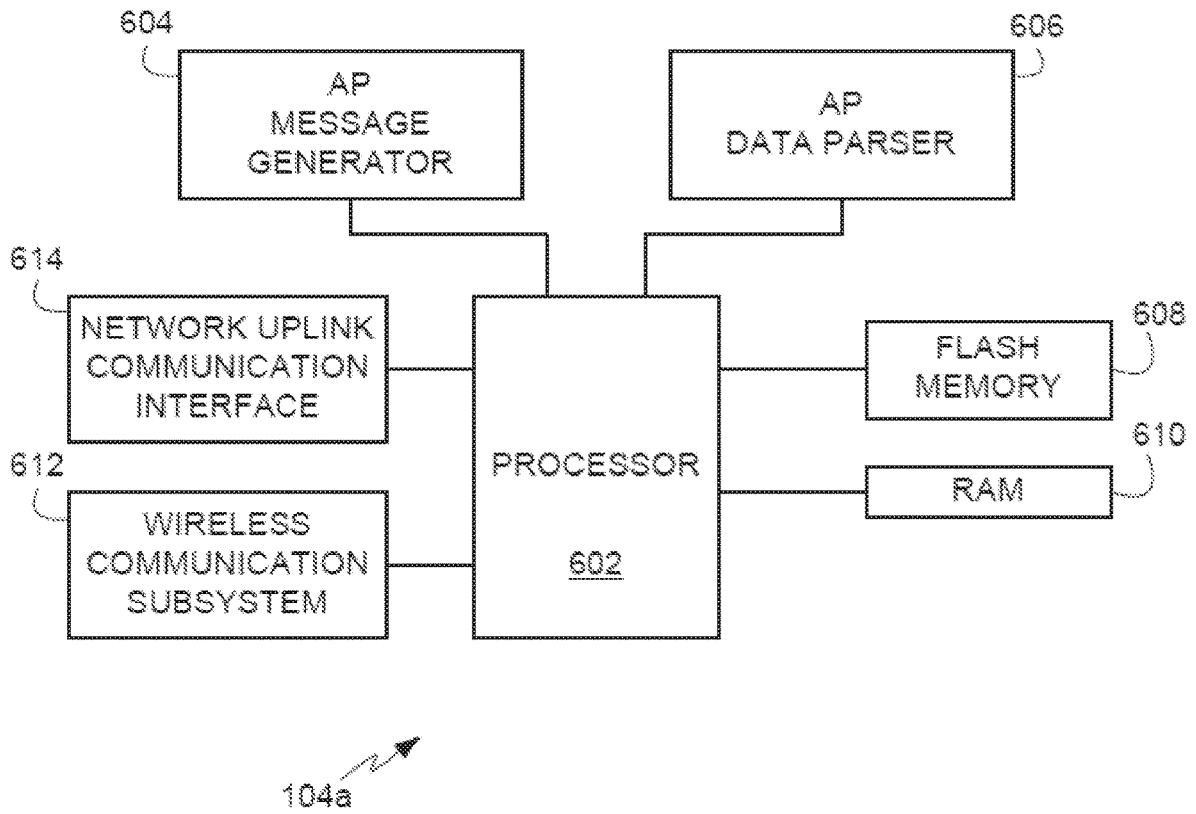 604
AP
MESSAGE
GENERATOR
606
AP
DATA PARSER
614
NETWORK UPLINK
COMMUNICATION
INTERFACE
612
WIRELESS
COMMUNICATION
SUBSYSTEM
PROCESSOR
602
608
FLASH
MEMORY
610
RAM
104a